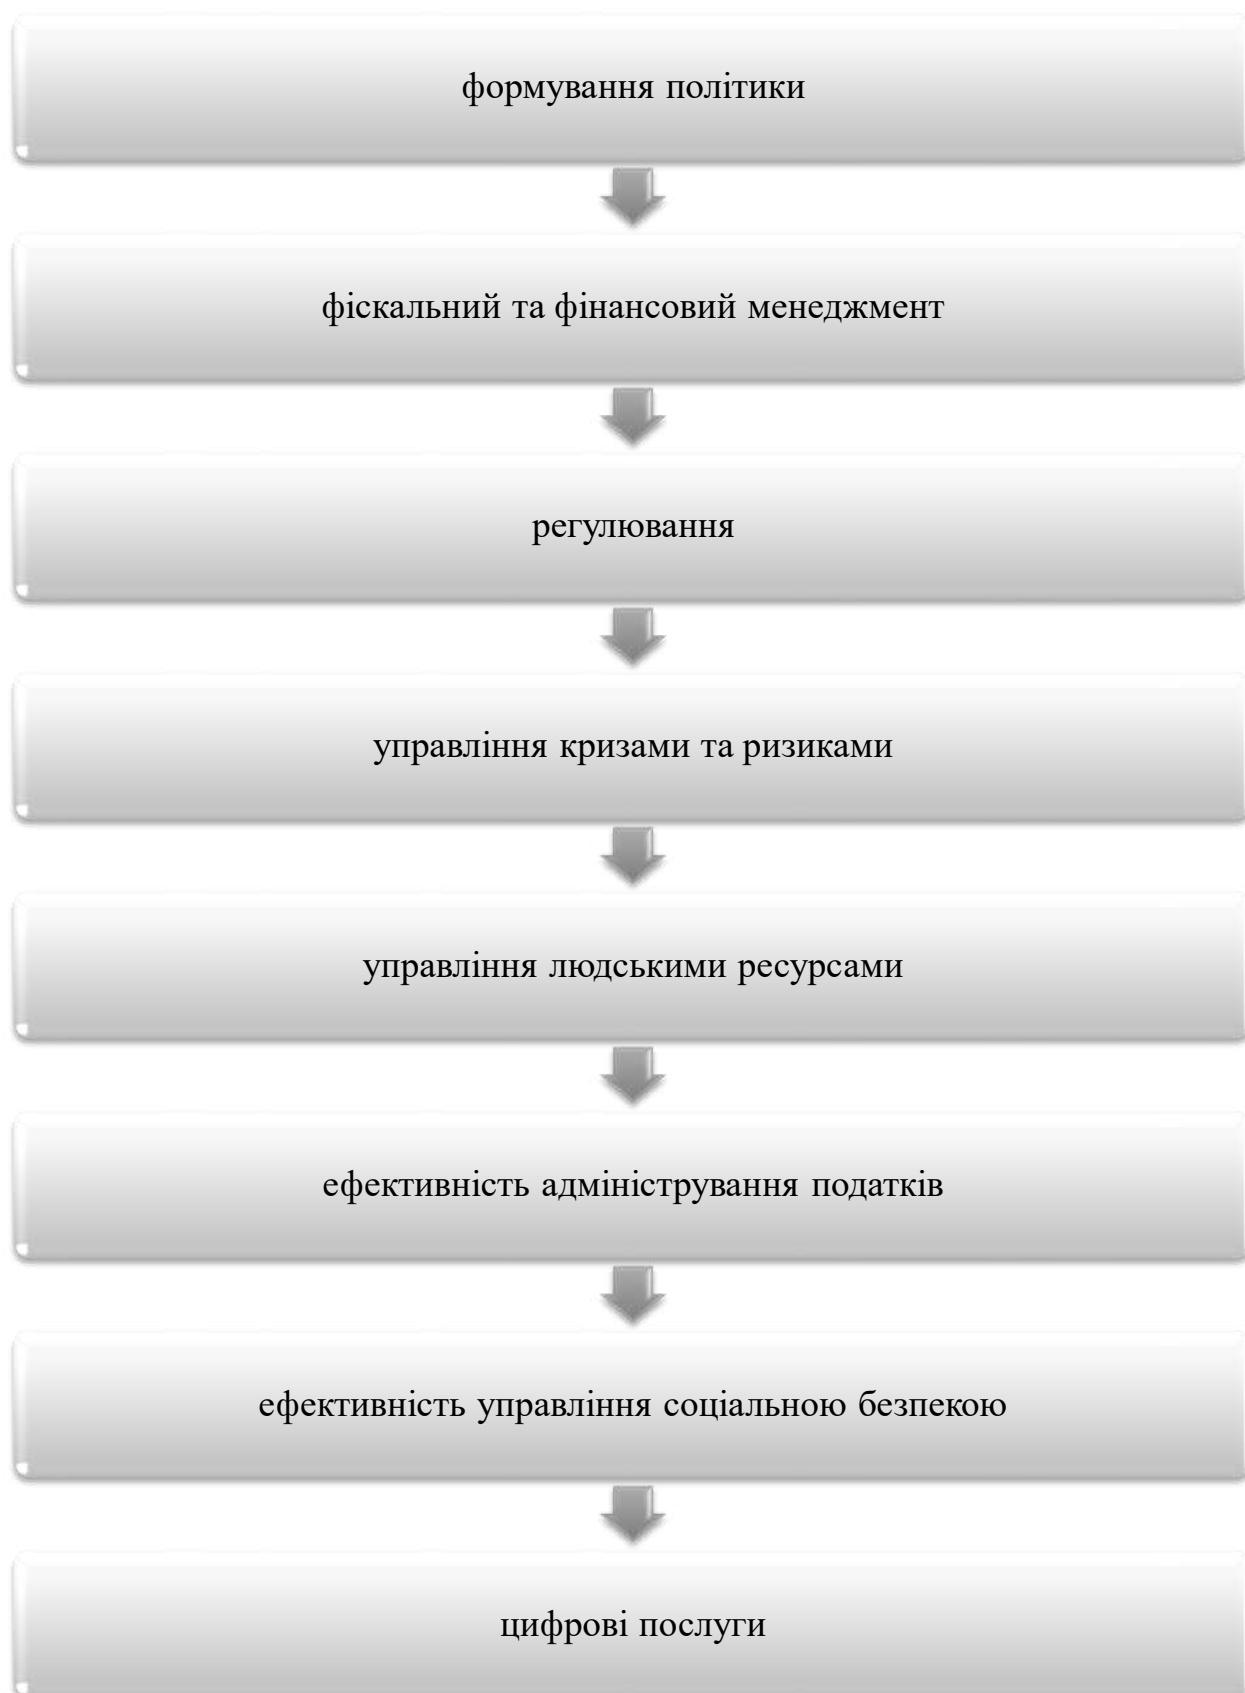 формування політики
фіскальний та фінансовий менеджмент
регулювання
управління кризами та ризиками
управління людськими ресурсами
ефективність адміністрування податків
ефективність управління соціальною безпекою
цифрові послуги